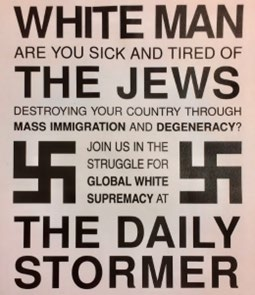 WHITE MAN
ARE YOU SICK AND TIRED OF
THE JEWS
DESTROYING YOUR COUNTRY THROUGH
MASS IMMIGRATION AND DEGENERACY?
JOIN US IN THE
STRUGGLE FOR
GLOBAL WHITE
SUPREMACY AT
THE DAILY
STORMER